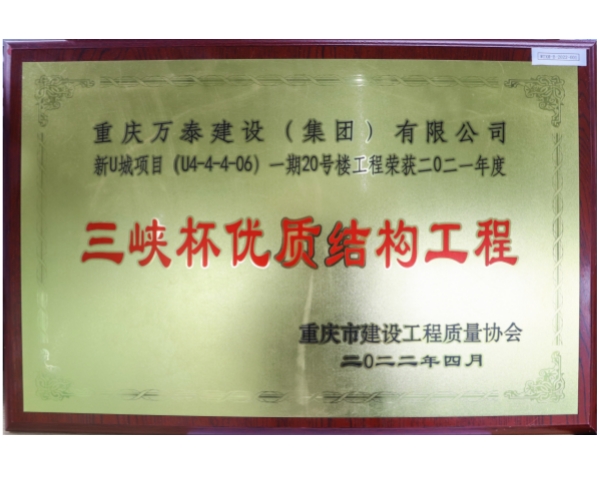 重庆万泰建设（集团）有限公司
新U城项目（U4-4-4-06）一期20号楼工程荣获二〇二一年度
三峡杯优质结构工程
重庆市建设工程质量协会
二〇二二年四月